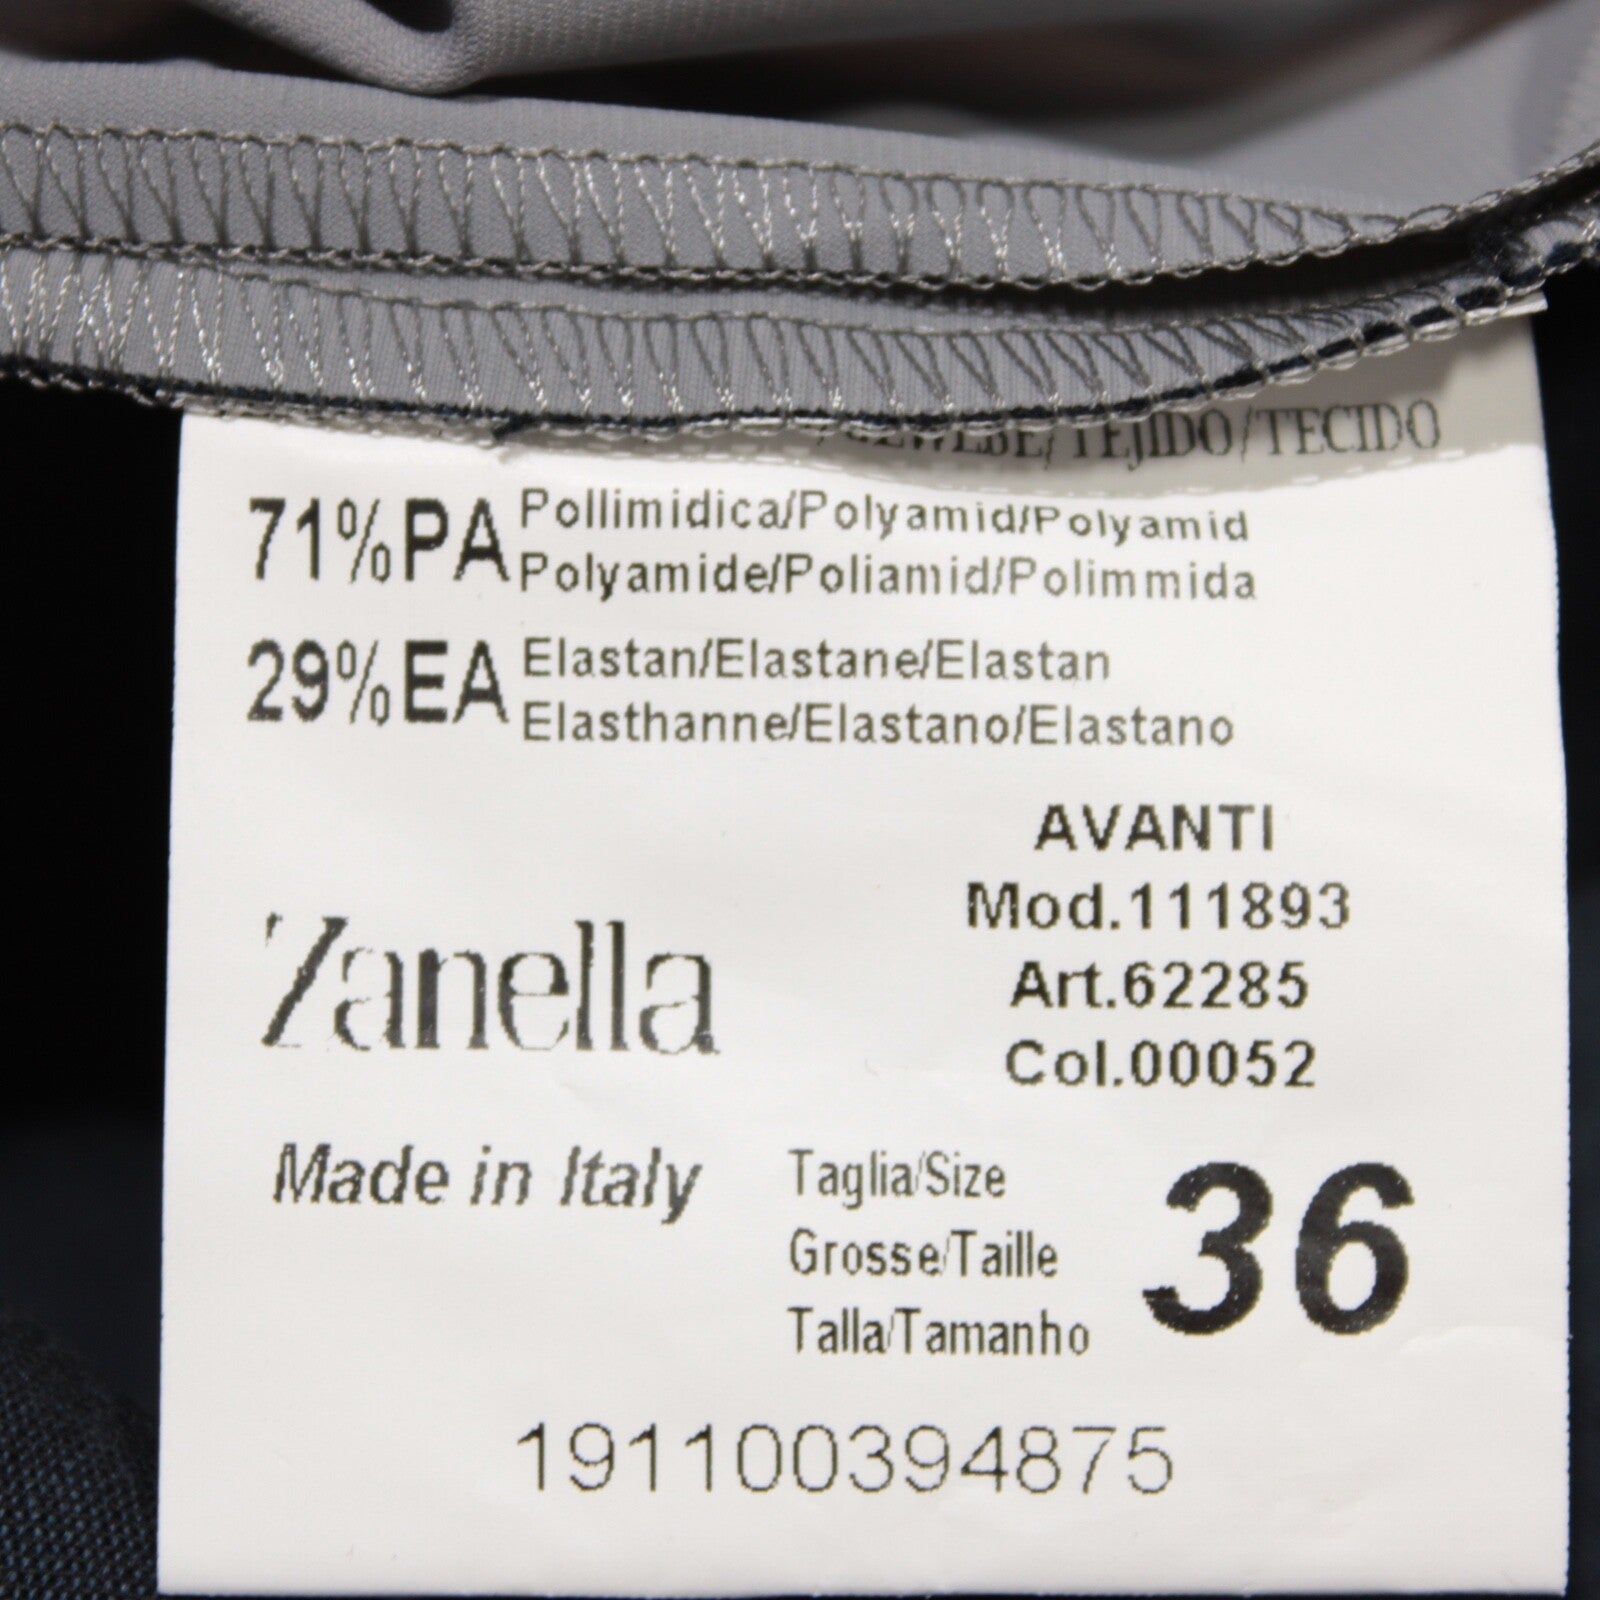 /GEWEBE/TEJIDO/TECIDO
71%PA Pollimidica/Polyamid/Polyamid
Polyamide/Poliamid/Polimmida
29%EA Elastan/Elastane/Elastan
Elasthanne/Elastano/Elastano
AVANTI
Mod.111893
Art.62285
Col.00052
Zanella
Made in Italy
Taglia/Size
Grosse/Taille
Talla/Tamanho
36
191100394875